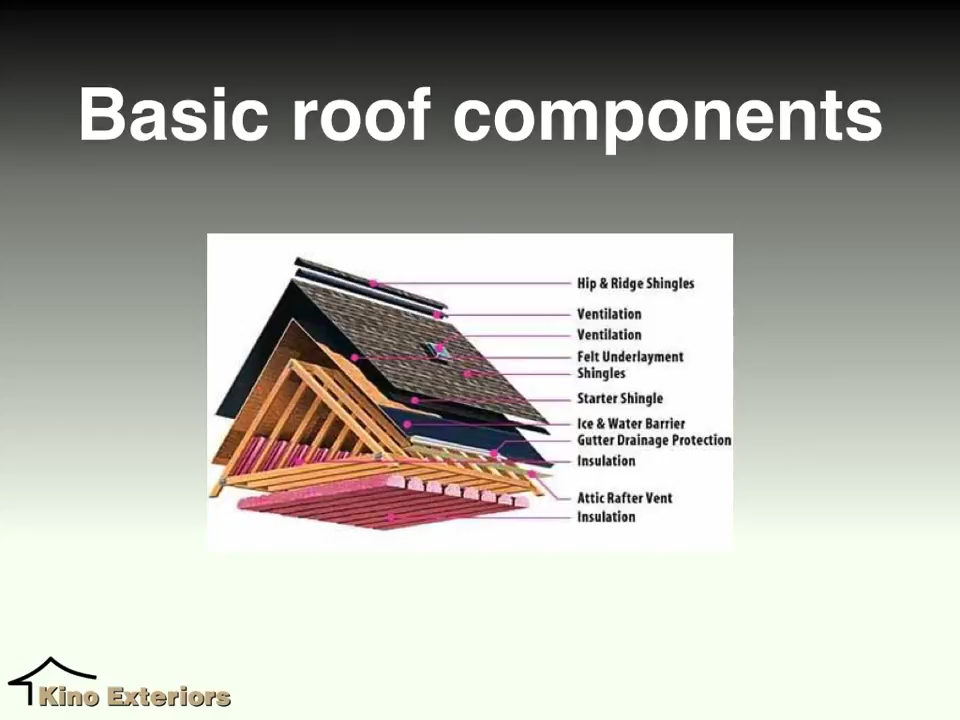 Basic roof components
Hip & Ridge Shingles
Ventilation
Ventilation
Felt Underlayment
Shingles
Starter Shingle
Ice & Water Barrier
Gutter Drainage Protection
Insulation
Attic Rafter Vent
Insulation
Kino Exteriors